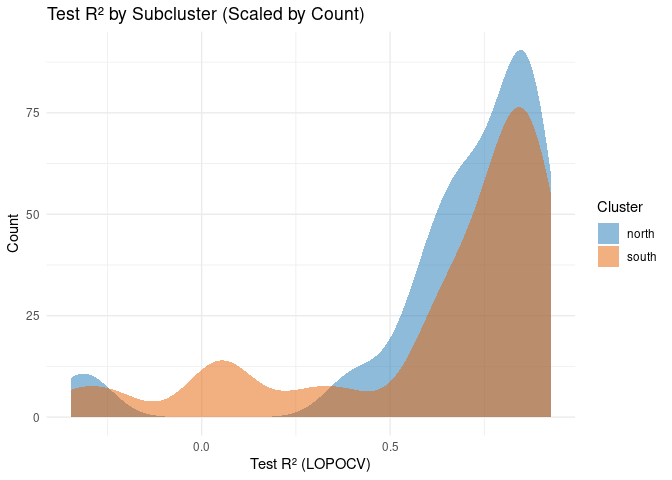 Test R² by Subcluster (Scaled by Count)
75
50
25
0
Count
0.0
0.5
Test R² (LOPOCV)
Cluster
north
south